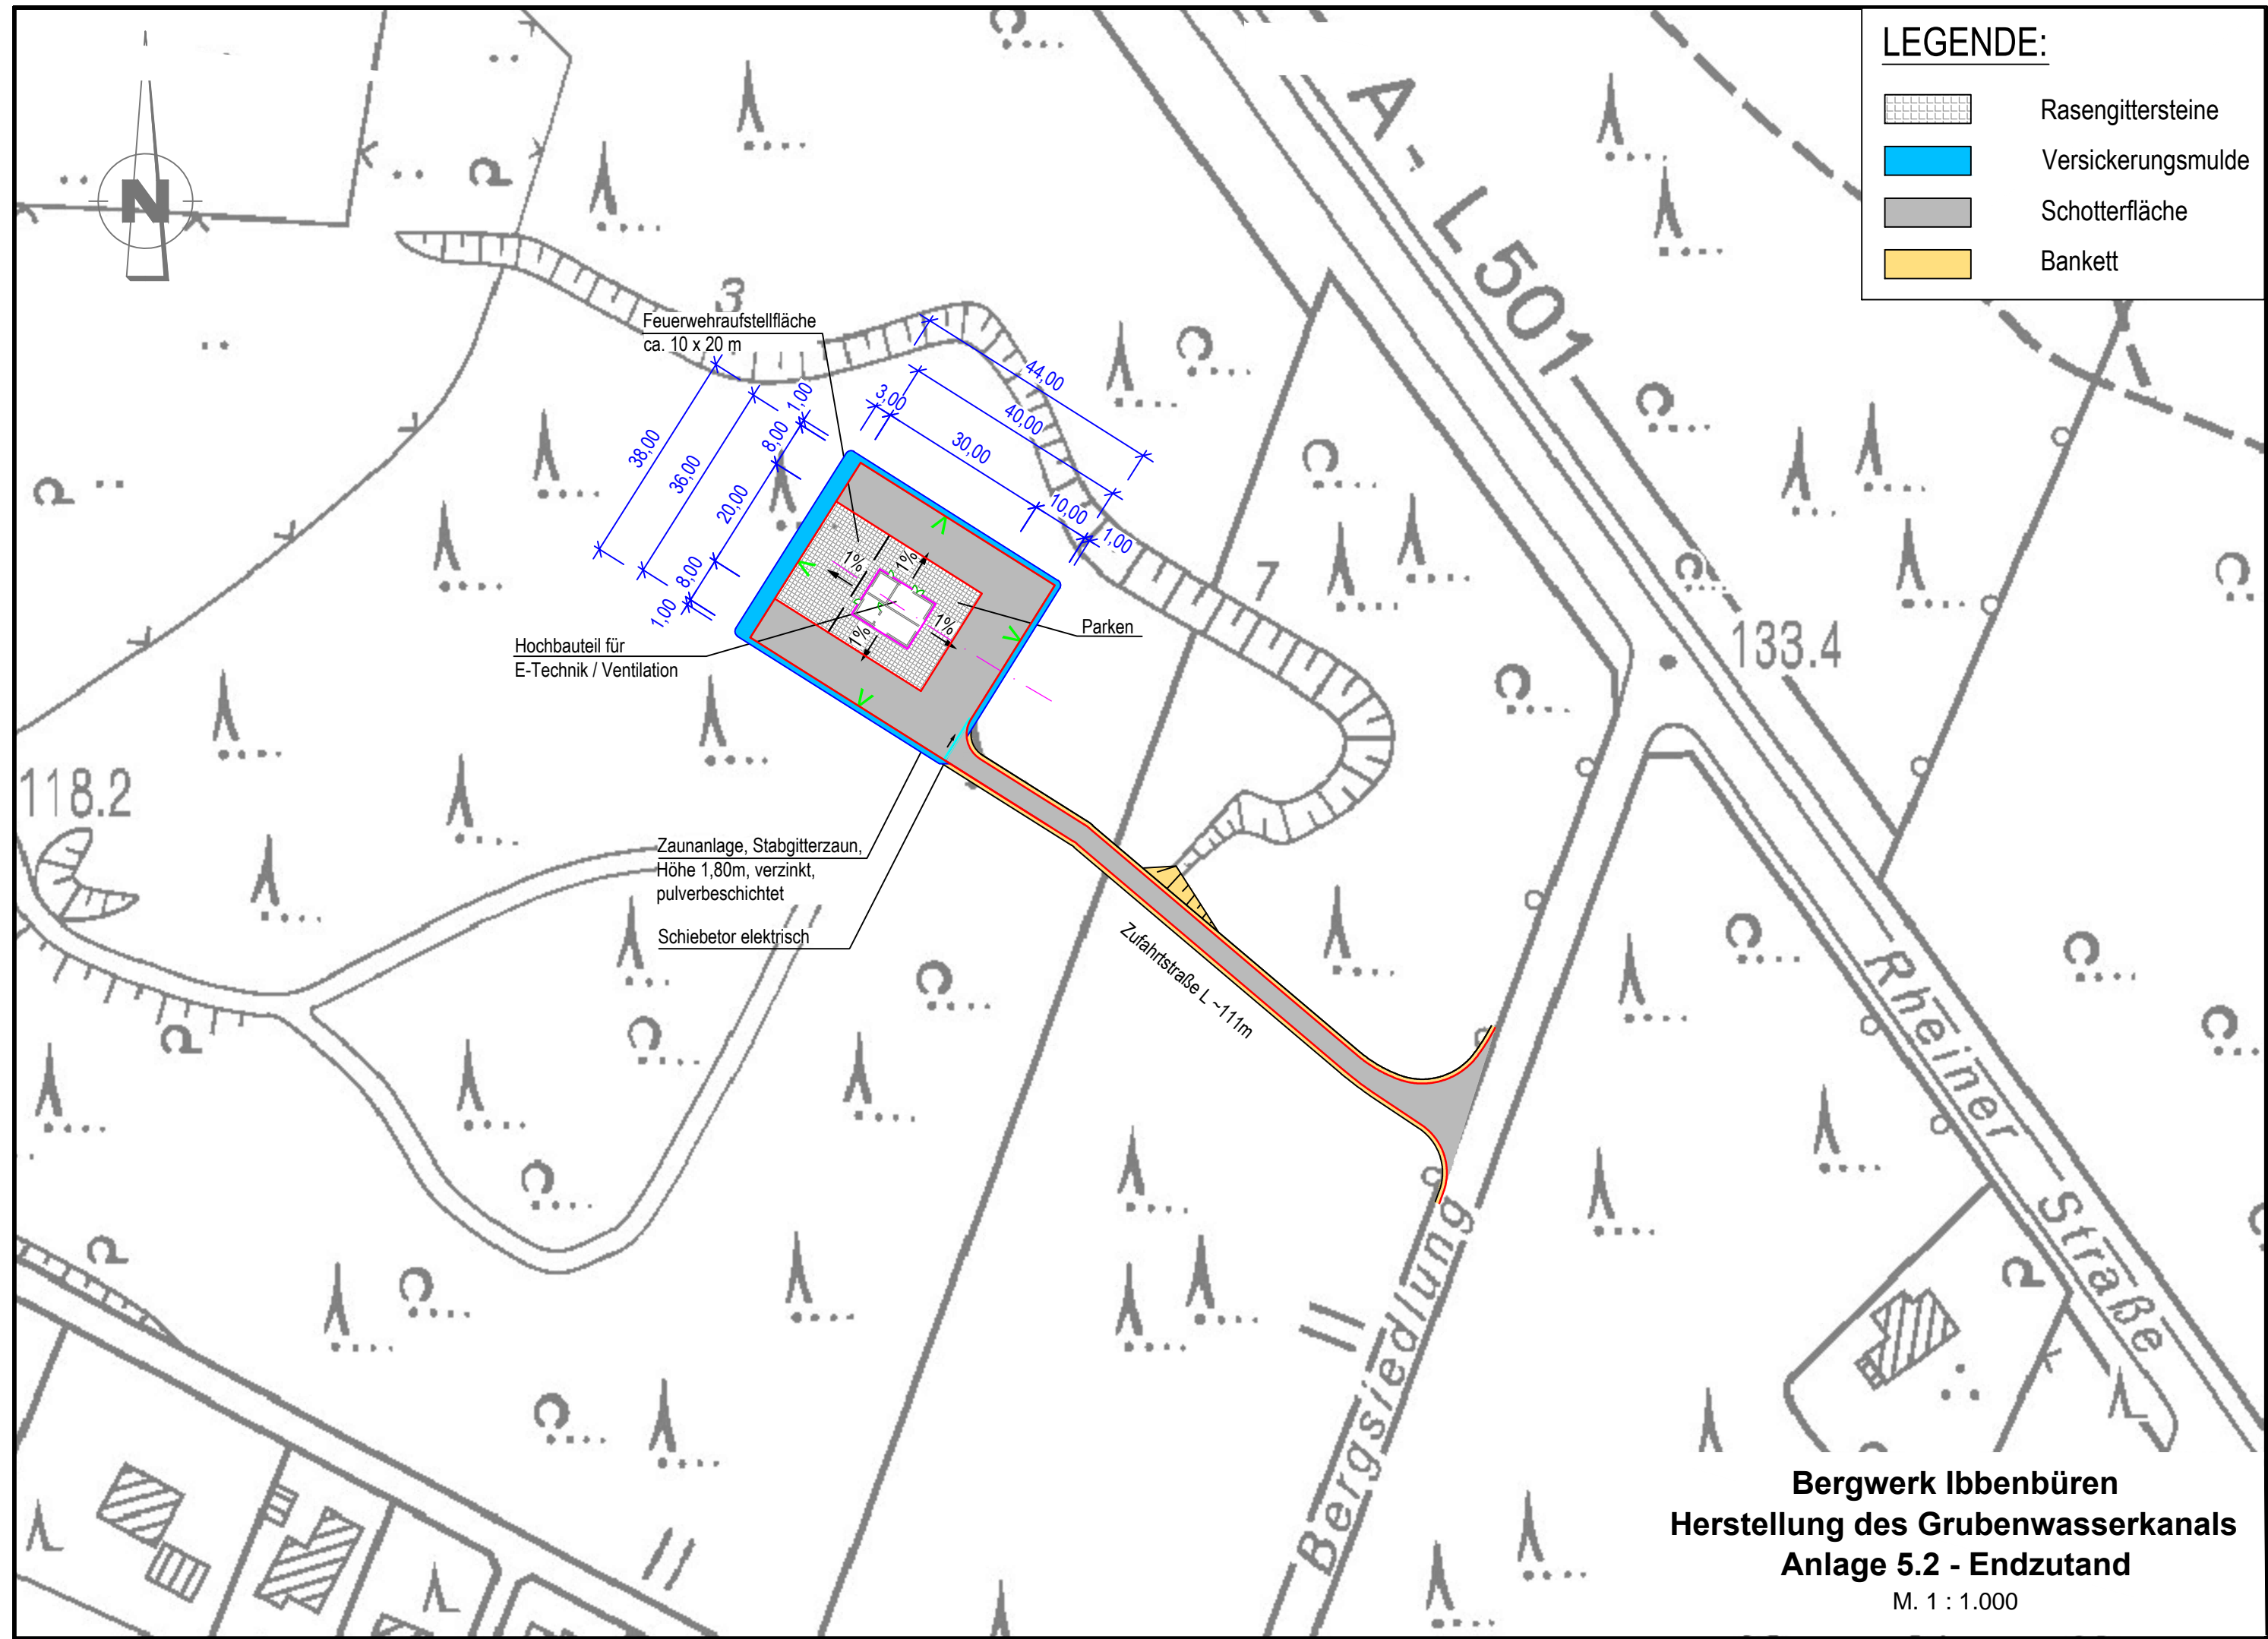 LEGENDE:
Rasengittersteine
Versickerungsmulde
Schotterfläche
Bankett
N
A - L 501
3
Feuerwehraufstellfläche
ca. 10 x 20 m
44,00
40,00
3,00
30,00
10,00
1,00
38,00
36,00
1,00
8,00
20,00
8,00
1,00
1%
1%
1%
1%
7
133.4
Parken
Hochbauteil für
E-Technik / Ventilation
118.2
Zaunanlage, Stabgitterzaun,
Höhe 1,80m, verzinkt,
pulverbeschichtet
Schiebetor elektrisch
Zufahrtstraße L ~111m
Rheiner Straße
Bergsiedlung
Bergwerk Ibbenbüren
Herstellung des Grubenwasserkanals
Anlage 5.2 - Endzutand
M. 1 : 1.000